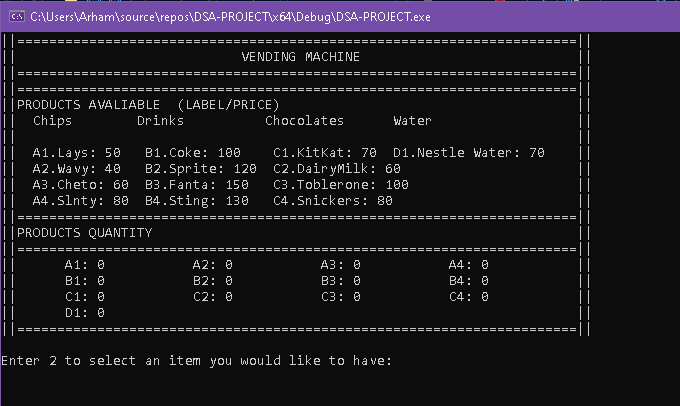 C:\Users\Arham\source\repos\DSA-PROJECT\x64\Debug\DSA-PROJECT.exe
||======================================================================||
|| VENDING MACHINE ||
||======================================================================||
||======================================================================||
||PRODUCTS AVALIABLE  (LABEL/PRICE) ||
||  Chips        Drinks             Chocolates      Water ||
|| ||
||  A1.Lays: 50   B1.Coke: 100    C1.KitKat: 70  D1.Nestle Water: 70 ||
||  A2.Wavy: 40   B2.Sprite: 120  C2.DairyMilk: 60 ||
||  A3.Cheto: 60  B3.Fanta: 150   C3.Toblerone: 100 ||
||  A4.Slnty: 80  B4.Sting: 130   C4.Snickers: 80 ||
||======================================================================||
||PRODUCTS QUANTITY ||
||======================================================================||
||      A1: 0           A2: 0           A3: 0           A4: 0 ||
||      B1: 0           B2: 0           B3: 0           B4: 0 ||
||      C1: 0           C2: 0           C3: 0           C4: 0 ||
||      D1: 0 ||
||======================================================================||
Enter 2 to select an item you would like to have: